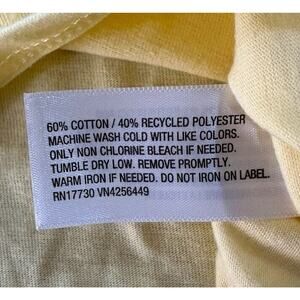 60% COTTON / 40% RECYCLED POLYESTER
MACHINE WASH COLD WITH LIKE COLORS.
ONLY NON CHLORINE BLEACH IF NEEDED.
TUMBLE DRY LOW. REMOVE PROMPTLY.
WARM IRON IF NEEDED. DO NOT IRON ON LABEL.
RN17730 VN4256449